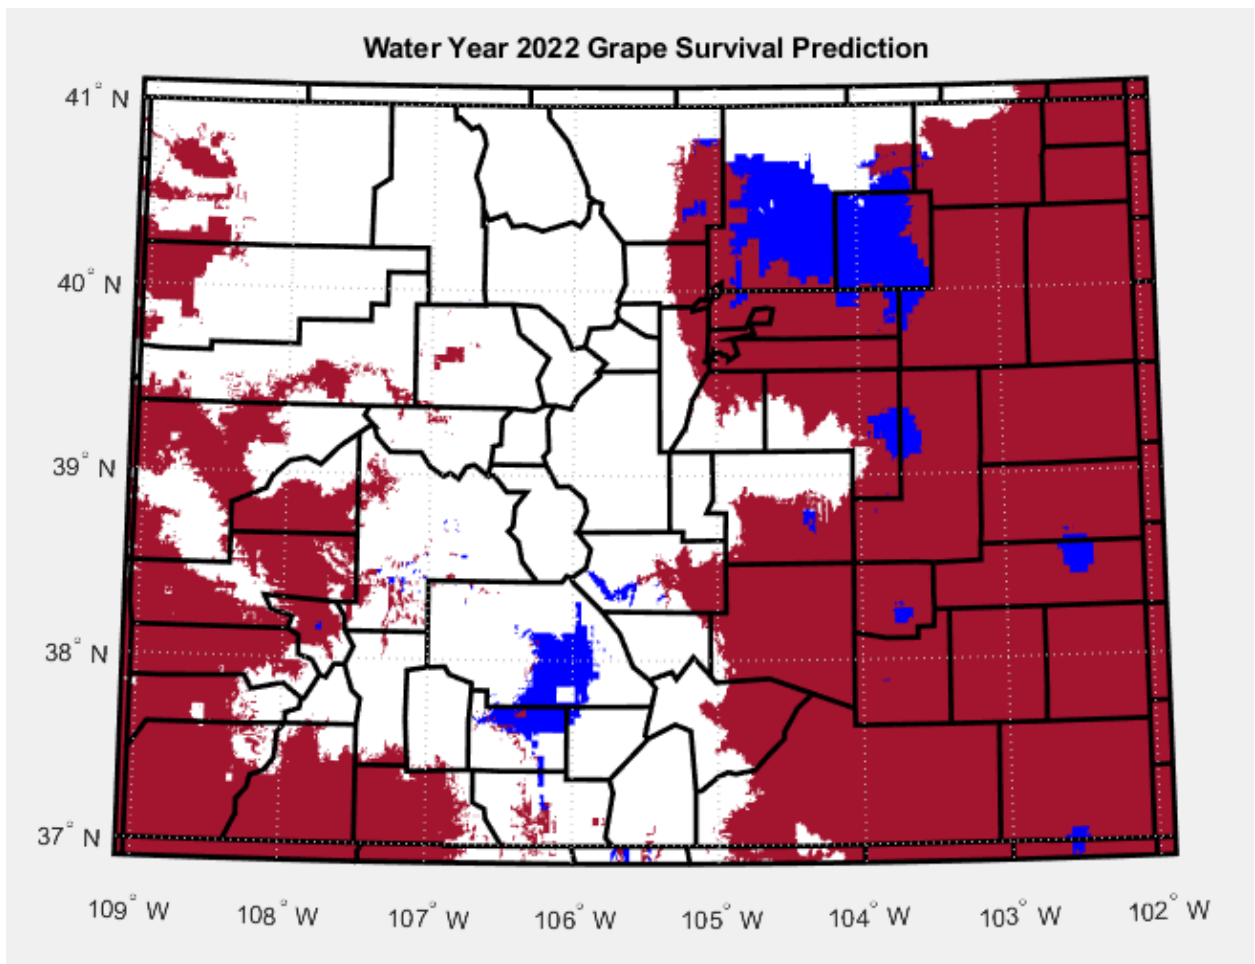 Water Year 2022 Grape Survival Prediction
41° N
40° N
39° N
38° N
37° N
109° W 108° W 107° W 106° W 105° W 104° W 103° W 102° W